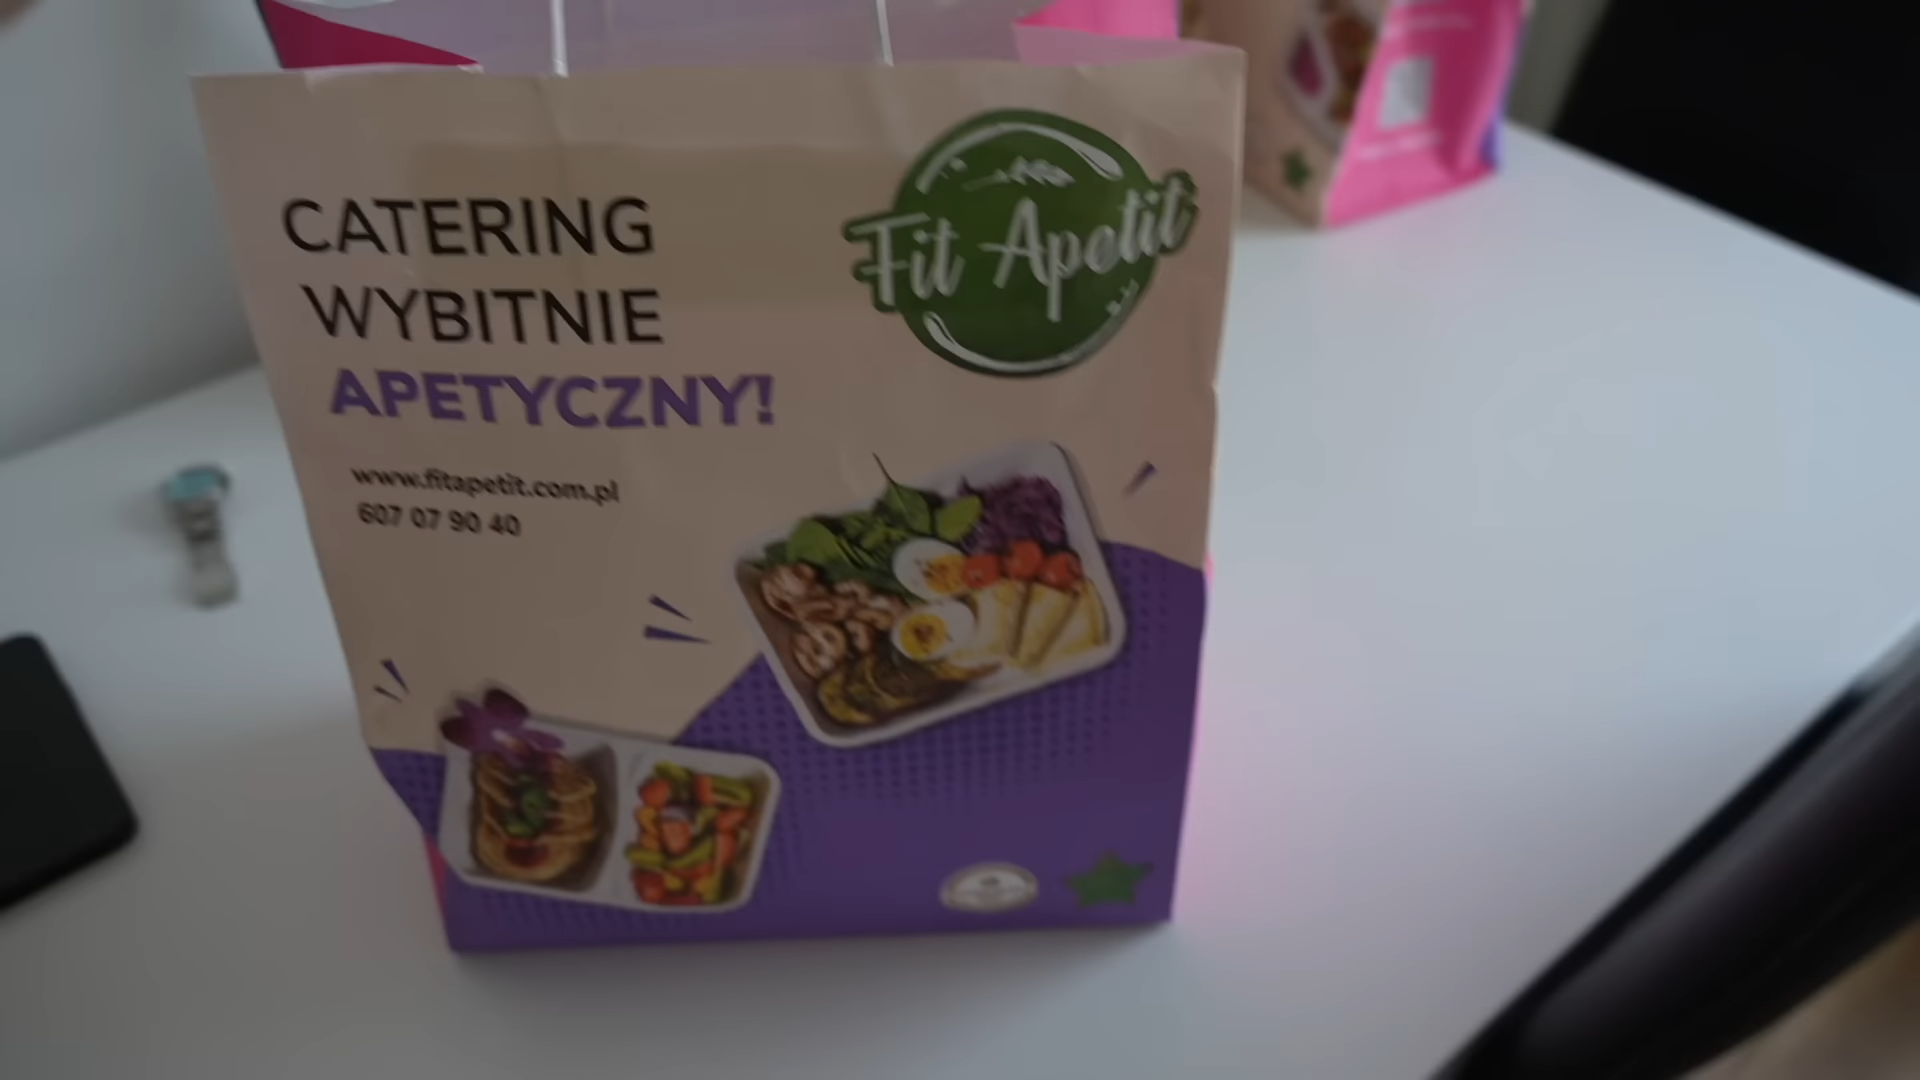 CATERING
WYBITNIE
APETYCZNY!
www.fitapetit.com.pl
607 07 90 40
Fit Apetit